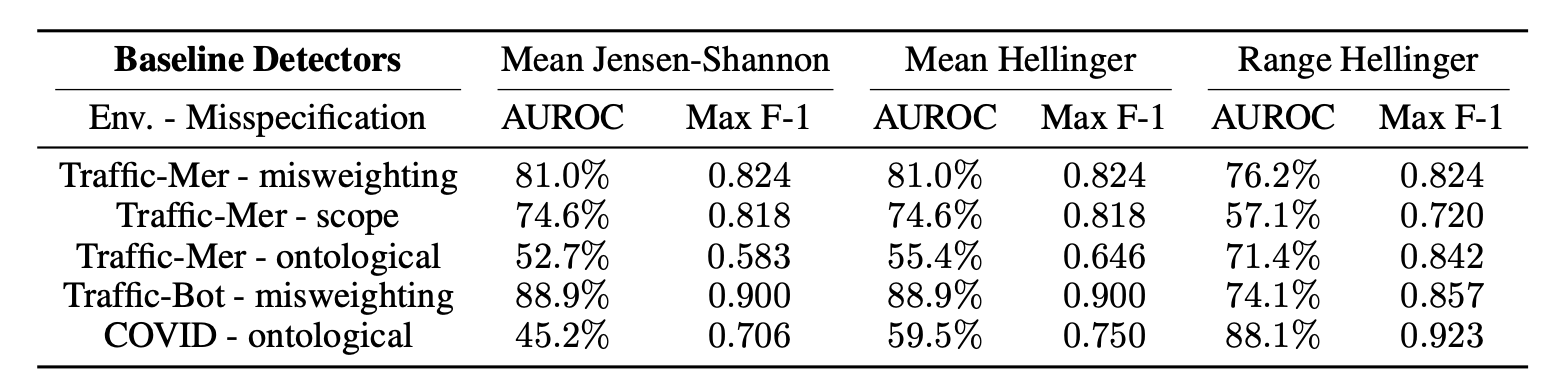 Baseline Detectors Mean Jensen-Shannon Mean Hellinger Range Hellinger
Env. - Misspecification AUROC Max F-1 AUROC Max F-1 AUROC Max F-1
Traffic-Mer - misweighting 81.0% 0.824 81.0% 0.824 76.2% 0.824
Traffic-Mer - scope 74.6% 0.818 74.6% 0.818 57.1% 0.720
Traffic-Mer - ontological 52.7% 0.583 55.4% 0.646 71.4% 0.842
Traffic-Bot - misweighting 88.9% 0.900 88.9% 0.900 74.1% 0.857
COVID - ontological 45.2% 0.706 59.5% 0.750 88.1% 0.923